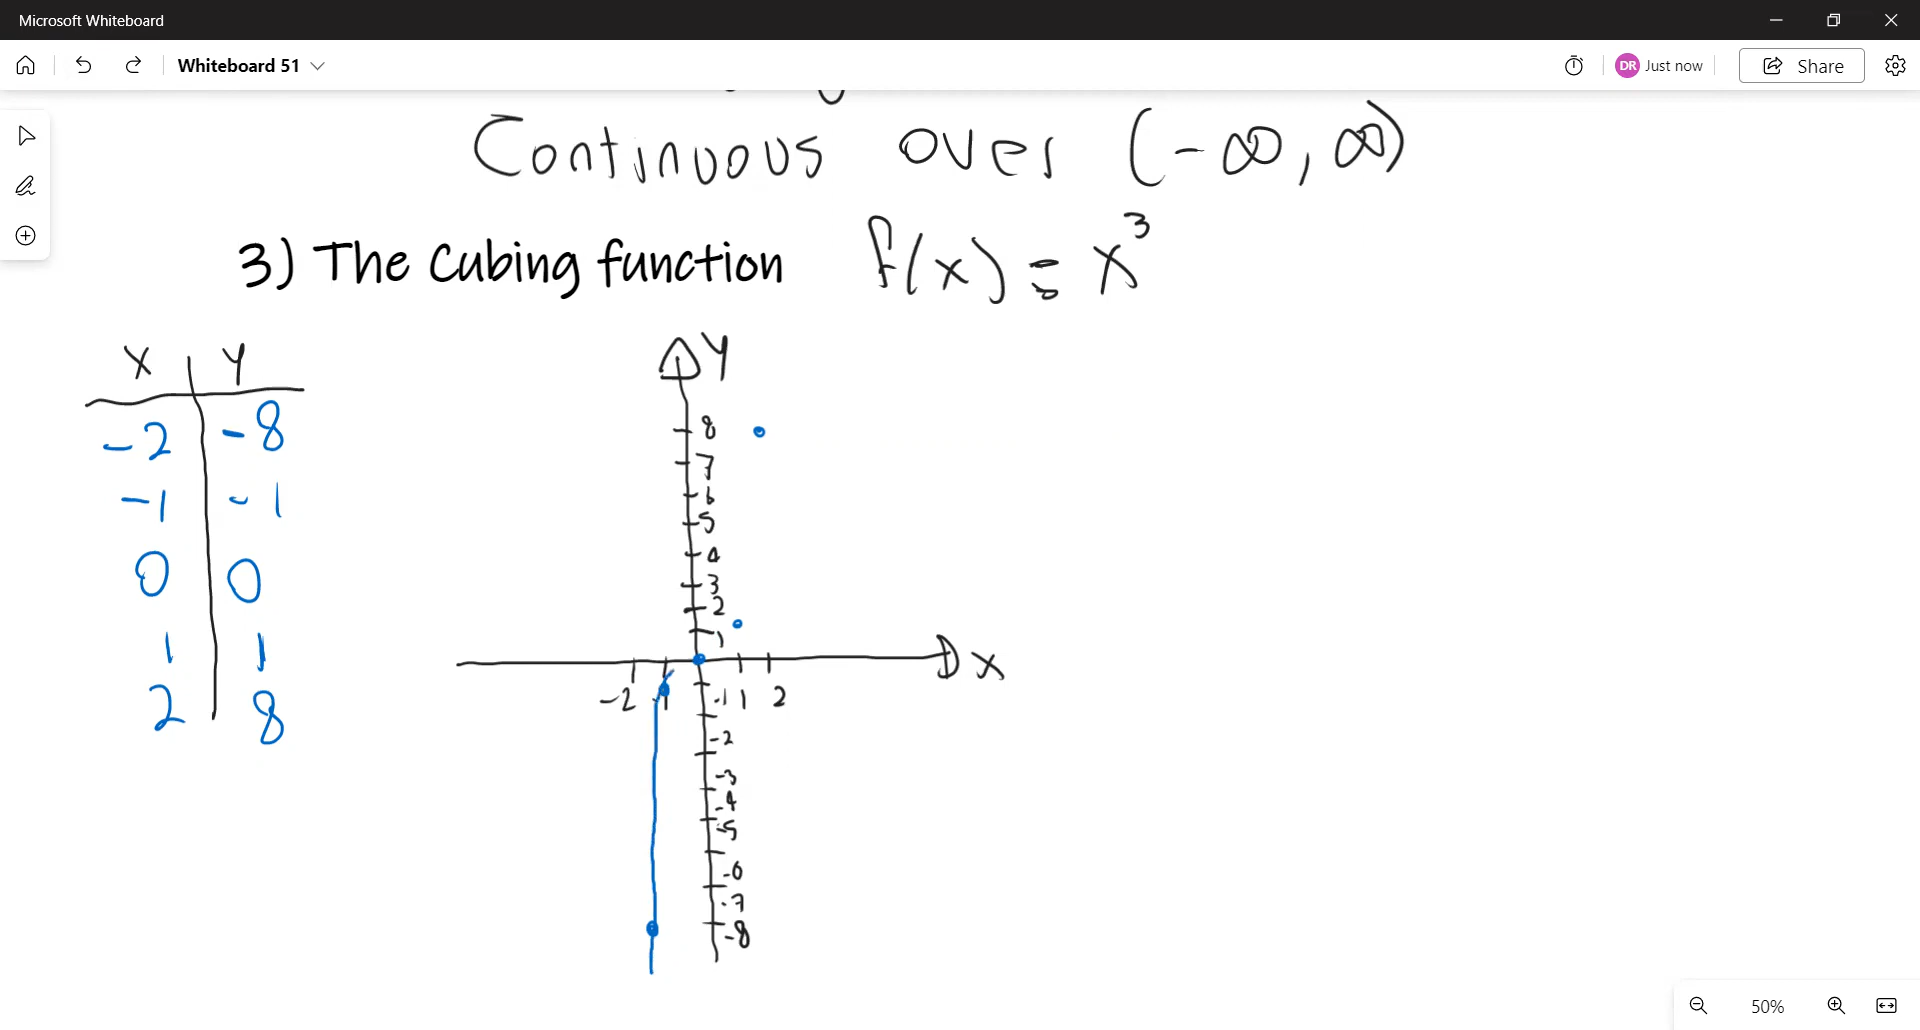 Microsoft Whiteboard
Whiteboard 51
DR Just now
Share
Continuous over (-∞, ∞)
3) The Cubing function f(x) = x³
X Y
-2 -8
-1 -1
0 0
1 1
2 8
Y
8
7
6
5
4
3
2
1
X
-2 -1 -1 1 2
-2
-3
-4
-5
-6
-7
-8
50%